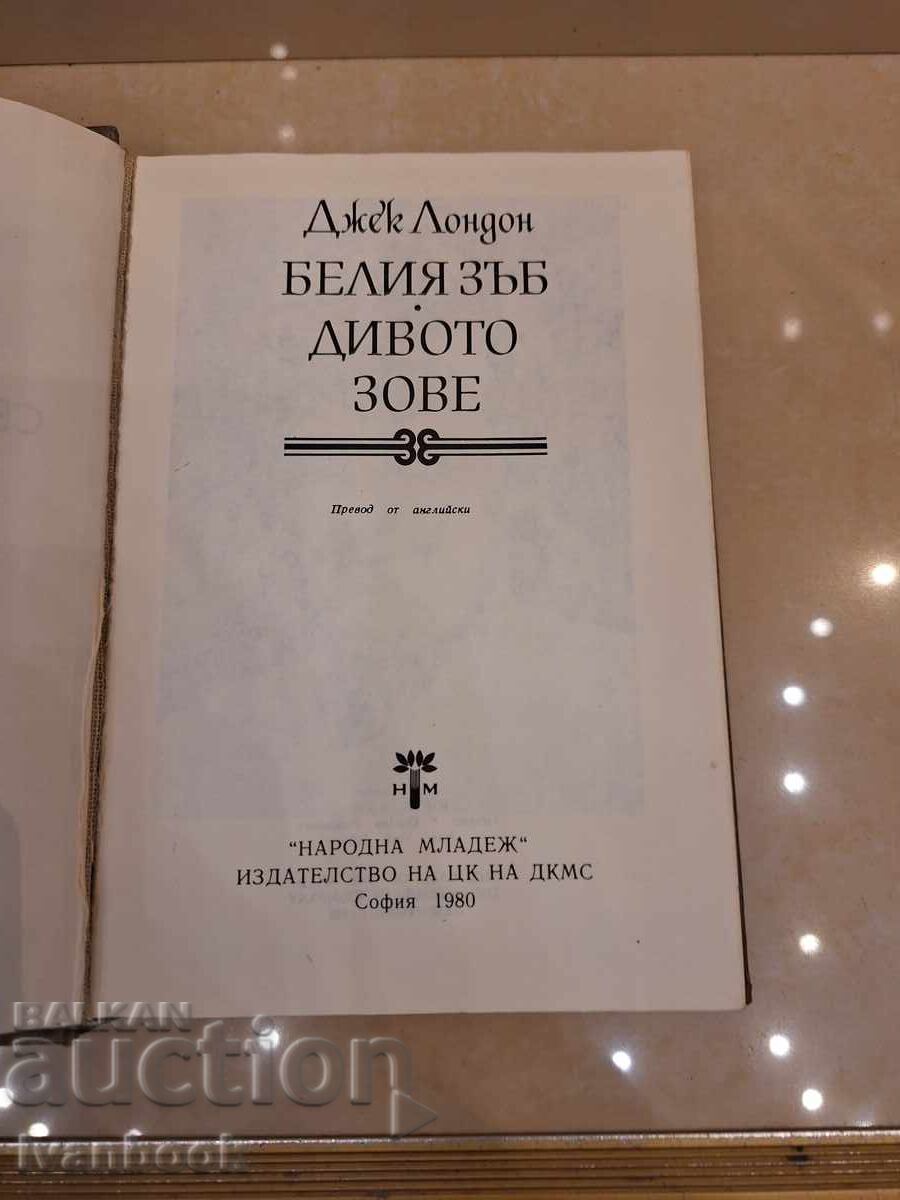 Джек Лондон
БЕЛИЯ ЗЪБ
•
ДИВОТО
ЗОВЕ
Превод от английски
Н М
"НАРОДНА МЛАДЕЖ"
ИЗДАТЕЛСТВО НА ЦК НА ДКМС
София 1980
BALKAN
auction
Ivanbook